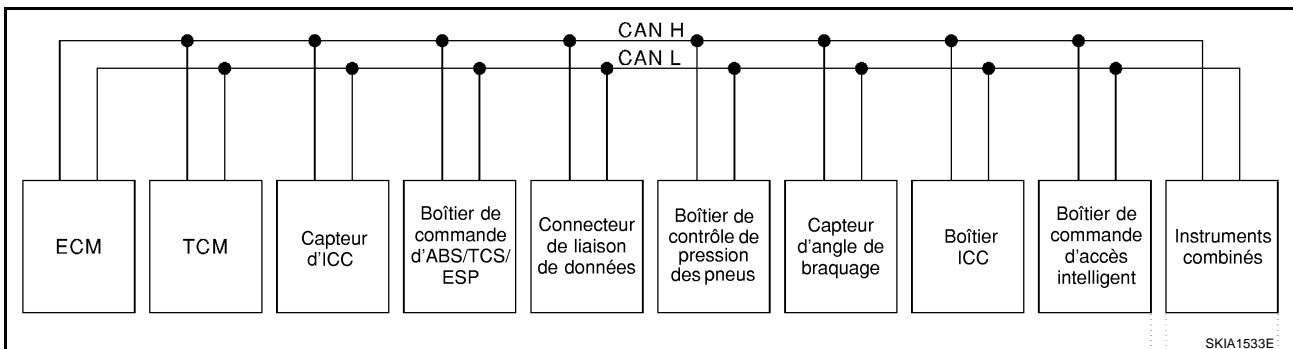 CAN H
CAN L
ECM
TCM
Capteur
d'ICC
Boîtier de
commande
d'ABS/TCS/
ESP
Connecteur
de liaison
de données
Boîtier de
contrôle de
pression
des pneus
Capteur
d'angle de
braquage
Boîtier
ICC
Boîtier de
commande
d'accès
intelligent
Instruments
combinés
SKIA1533E